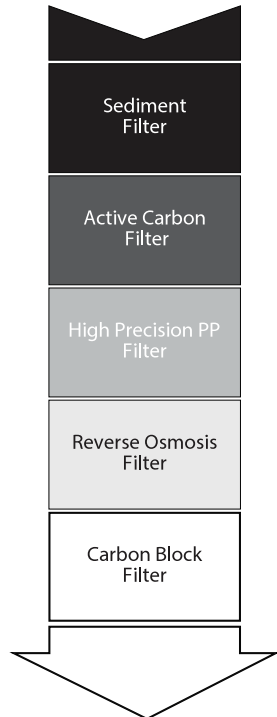 Sediment
Filter
Active Carbon
Filter
High Precision PP
Filter
Reverse Osmosis
Filter
Carbon Block
Filter